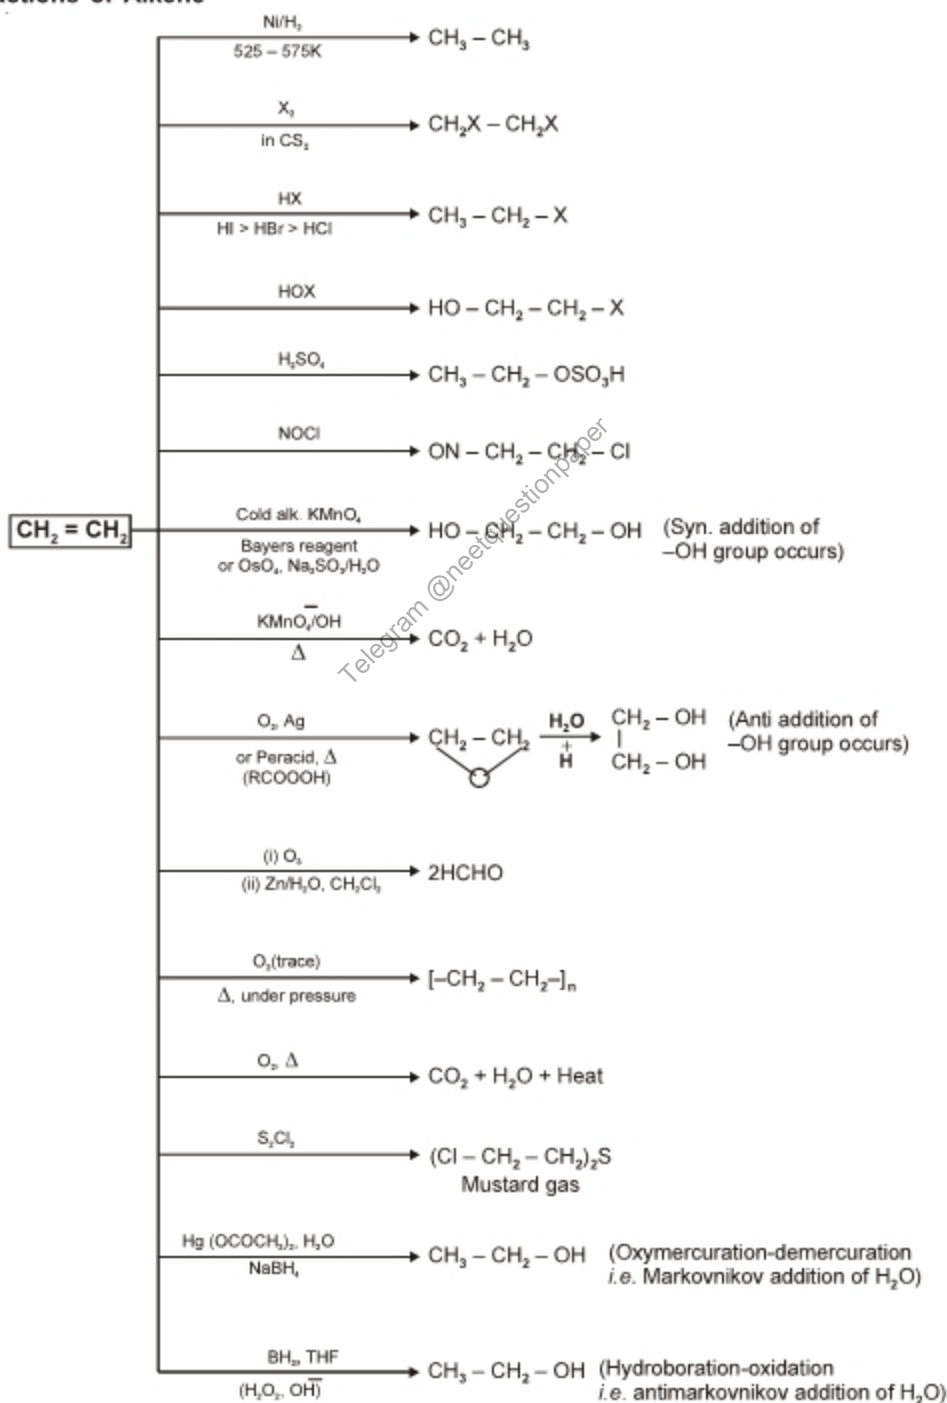 Ni/H₂
525 – 575K
CH₃ – CH₃
X₂
in CS₂
CH₂X – CH₂X
HX
HI > HBr > HCl
CH₃ – CH₂ – X
HOX
HO – CH₂ – CH₂ – X
H₂SO₄
CH₃ – CH₂ – OSO₃H
NOCl
ON – CH₂ – CH₂ – Cl
CH₂ = CH₂
Cold alk. KMnO₄
Bayers reagent
or OsO₄, Na₂SO₃/H₂O
HO – CH₂ – CH₂ – OH (Syn. addition of
–OH group occurs)
KMnO₄/O̅H
Δ
CO₂ + H₂O
O₂, Ag
or Peracid, Δ
(RCOOOH)
CH₂ – CH₂
O
H₂O
H⁺
CH₂ – OH (Anti addition of
–OH group occurs)
CH₂ – OH
(i) O₃
(ii) Zn/H₂O, CH₂Cl₂
2HCHO
O₂(trace)
Δ, under pressure
[–CH₂ – CH₂–]ₙ
O₂, Δ
CO₂ + H₂O + Heat
S₂Cl₂
(Cl – CH₂ – CH₂)₂S
Mustard gas
Hg (OCOCH₃)₂, H₂O
NaBH₄
CH₃ – CH₂ – OH (Oxymercuration-demercuration
i.e. Markovnikov addition of H₂O)
BH₃, THF
(H₂O₂, OH̅)
CH₃ – CH₂ – OH (Hydroboration-oxidation
i.e. antimarkovnikov addition of H₂O)
Telegram @neetquestionpaper